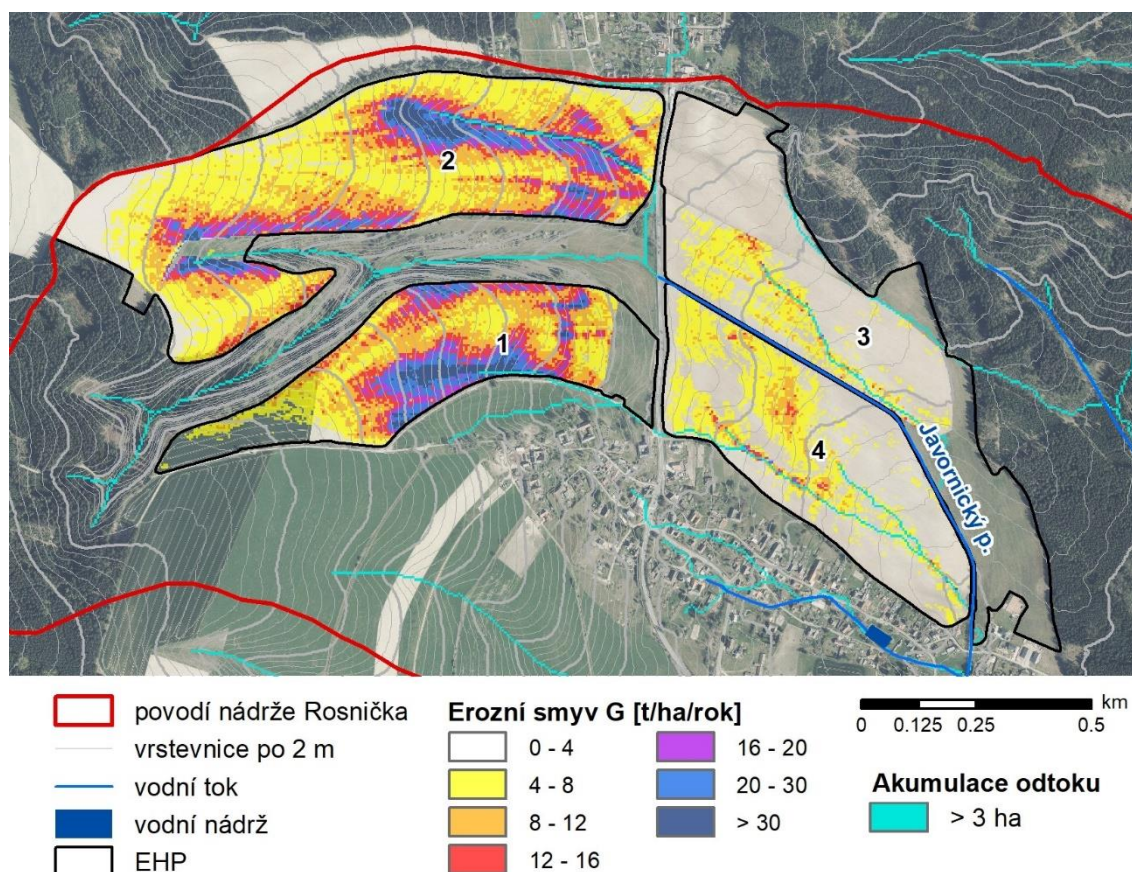 2
1
3
4
Javornický p.
povodí nádrže Rosnička
vrstevnice po 2 m
vodní tok
vodní nádrž
EHP
Erozní smyv G [t/ha/rok]
0 - 4
4 - 8
8 - 12
12 - 16
16 - 20
20 - 30
> 30
km
0 0.125 0.25 0.5
Akumulace odtoku
> 3 ha